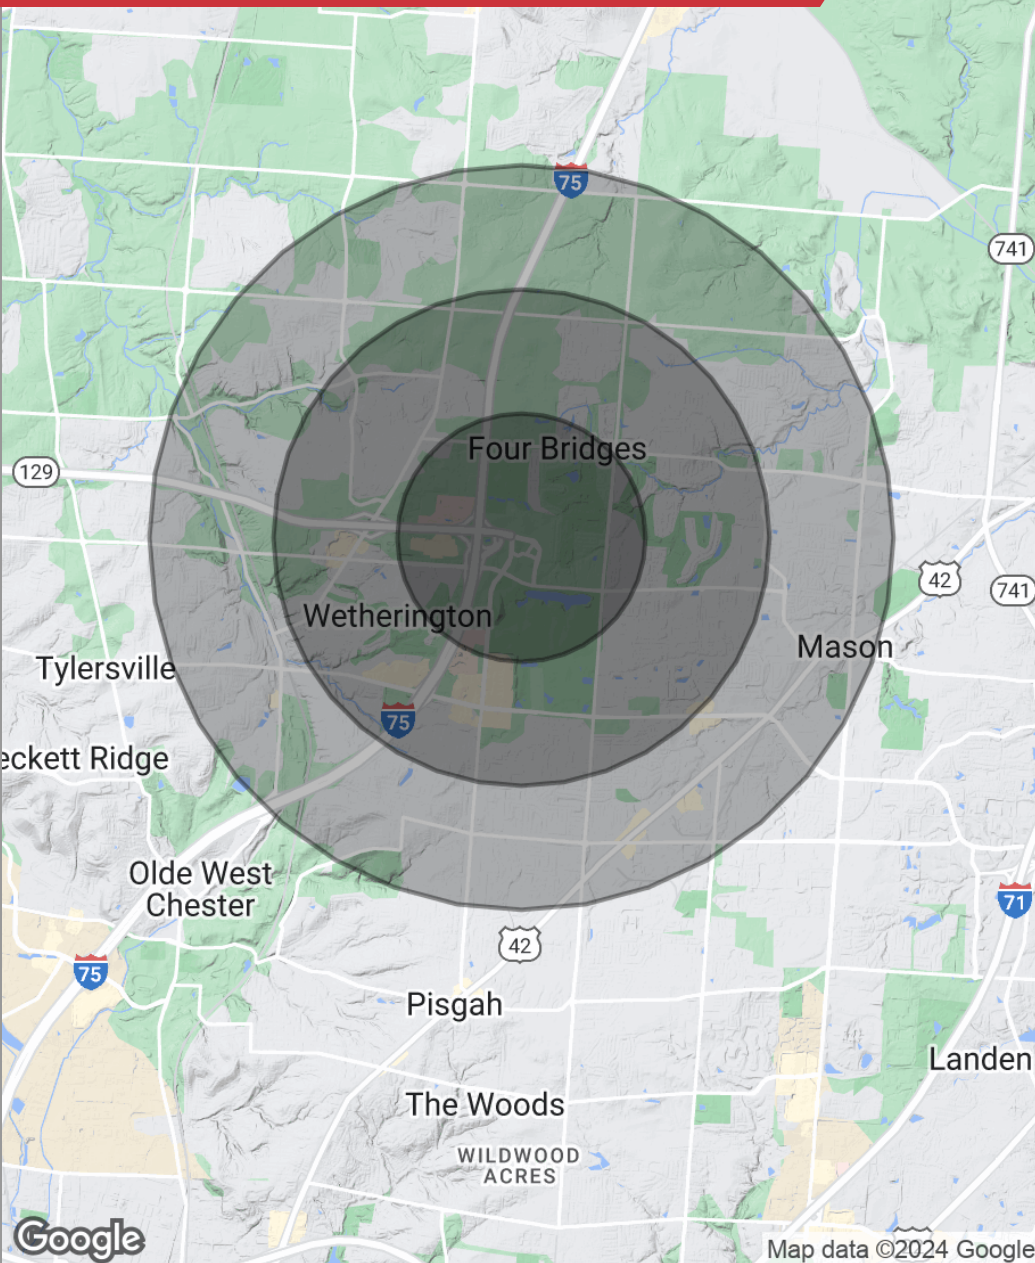 75
741
Four Bridges
129
42
741
Wetherington
Mason
Tylersville
75
eckett Ridge
Olde West
Chester
71
42
75
Pisgah
Landen
The Woods
WILDWOOD
ACRES
Google
Map data ©2024 Google